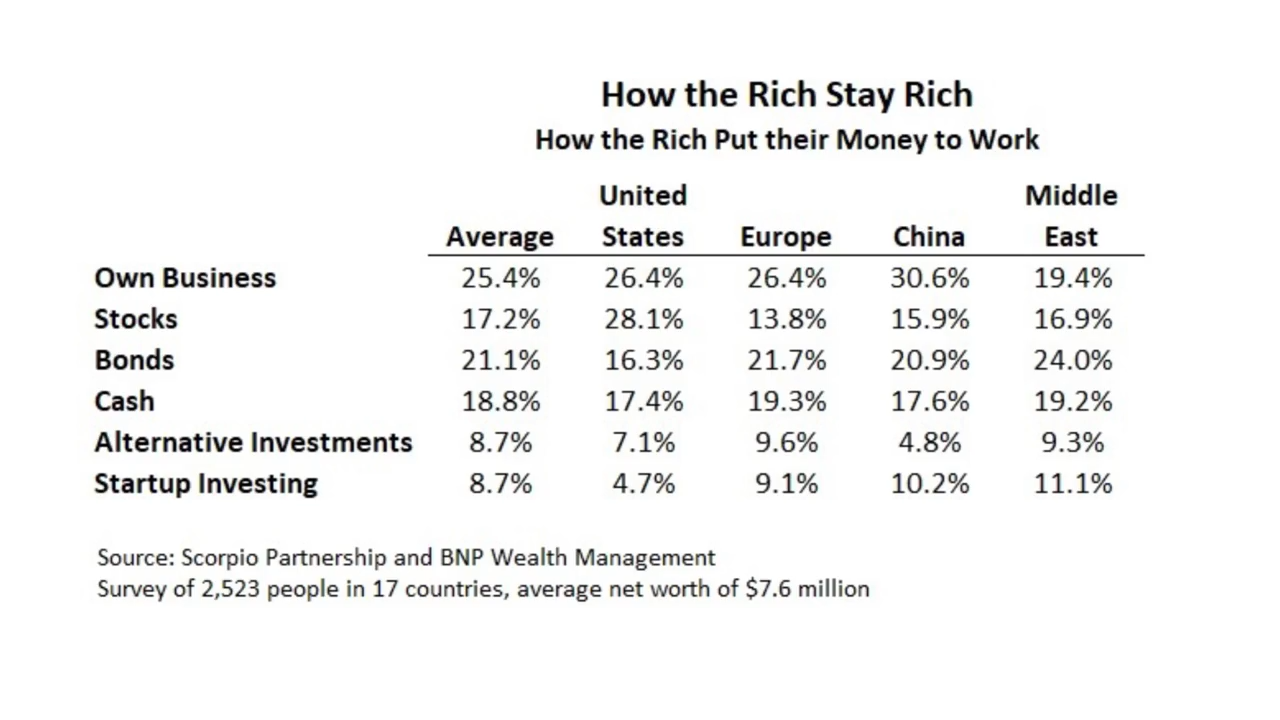 How the Rich Stay Rich
How the Rich Put their Money to Work
United Middle
Average States Europe China East
Own Business 25.4% 26.4% 26.4% 30.6% 19.4%
Stocks 17.2% 28.1% 13.8% 15.9% 16.9%
Bonds 21.1% 16.3% 21.7% 20.9% 24.0%
Cash 18.8% 17.4% 19.3% 17.6% 19.2%
Alternative Investments 8.7% 7.1% 9.6% 4.8% 9.3%
Startup Investing 8.7% 4.7% 9.1% 10.2% 11.1%
Source: Scorpio Partnership and BNP Wealth Management
Survey of 2,523 people in 17 countries, average net worth of $7.6 million